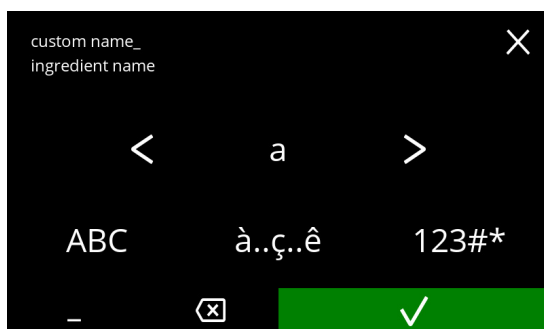 custom name_
ingredient name
< a >
ABC à..ç..ê 123#*
_